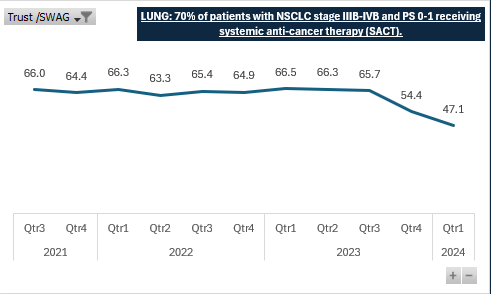 Trust /SWAG
LUNG: 70% of patients with NSCLC stage IIIB-IVB and PS 0-1 receiving
systemic anti-cancer therapy (SACT).
66.0 64.4 66.3 63.3 65.4 64.9 66.5 66.3 65.7 54.4 47.1
Qtr3 Qtr4 Qtr1 Qtr2 Qtr3 Qtr4 Qtr1 Qtr2 Qtr3 Qtr4 Qtr1
2021 2022 2023 2024
+ −